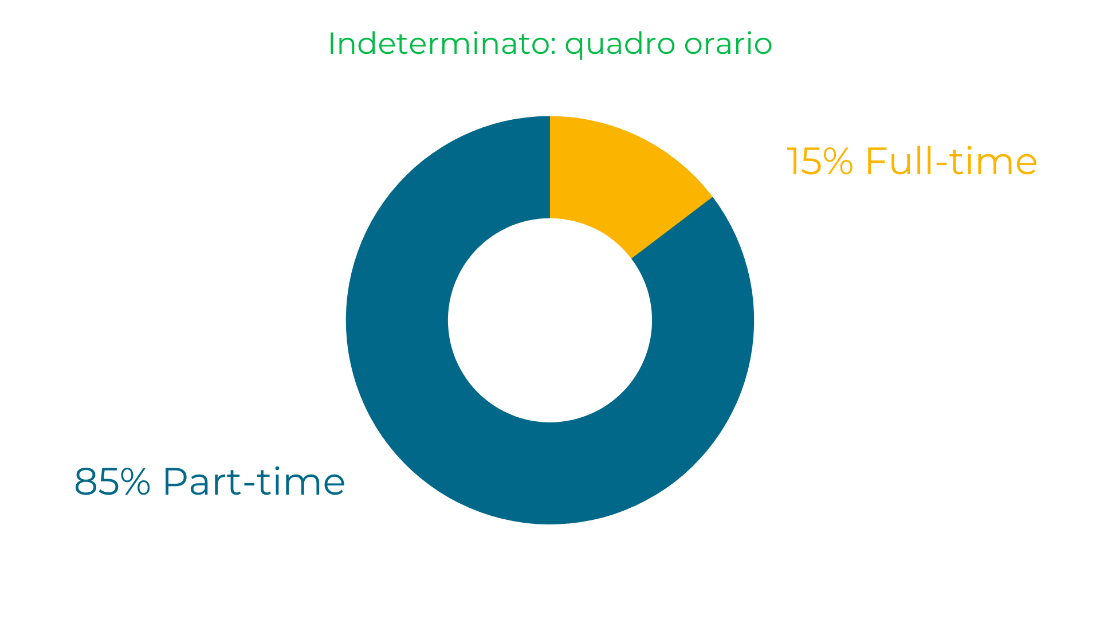 Indeterminato: quadro orario
15% Full-time
85% Part-time